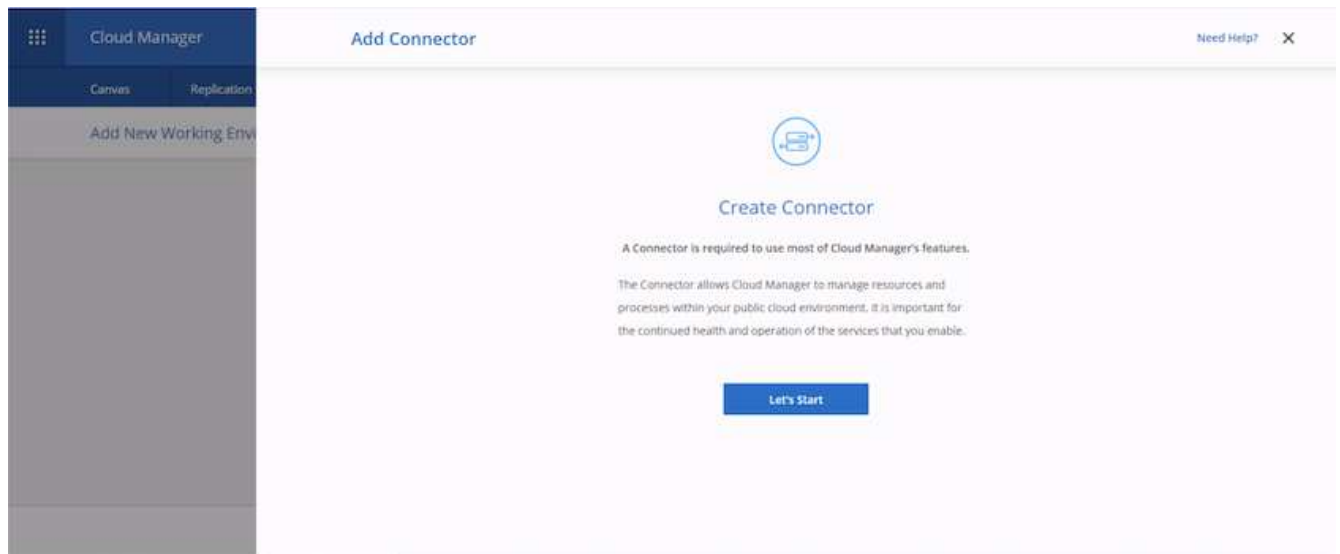 Cloud Manager
Add Connector
Need Help?
Canvas
Replication
Add New Working Envi
Create Connector
A Connector is required to use most of Cloud Manager's features.
The Connector allows Cloud Manager to manage resources and
processes within your public cloud environment. It is important for
the continued health and operation of the services that you enable.
Let's Start